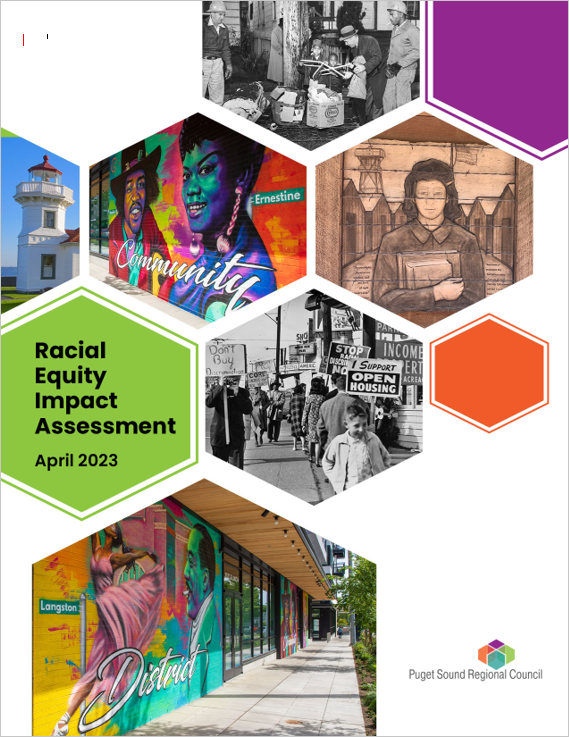 Ernestine
Community
Racial
Equity
Impact
Assessment
April 2023
Don't
Buy
STOP
I SUPPORT
OPEN
HOUSING
INCOME
Langston
District
Puget Sound Regional Council